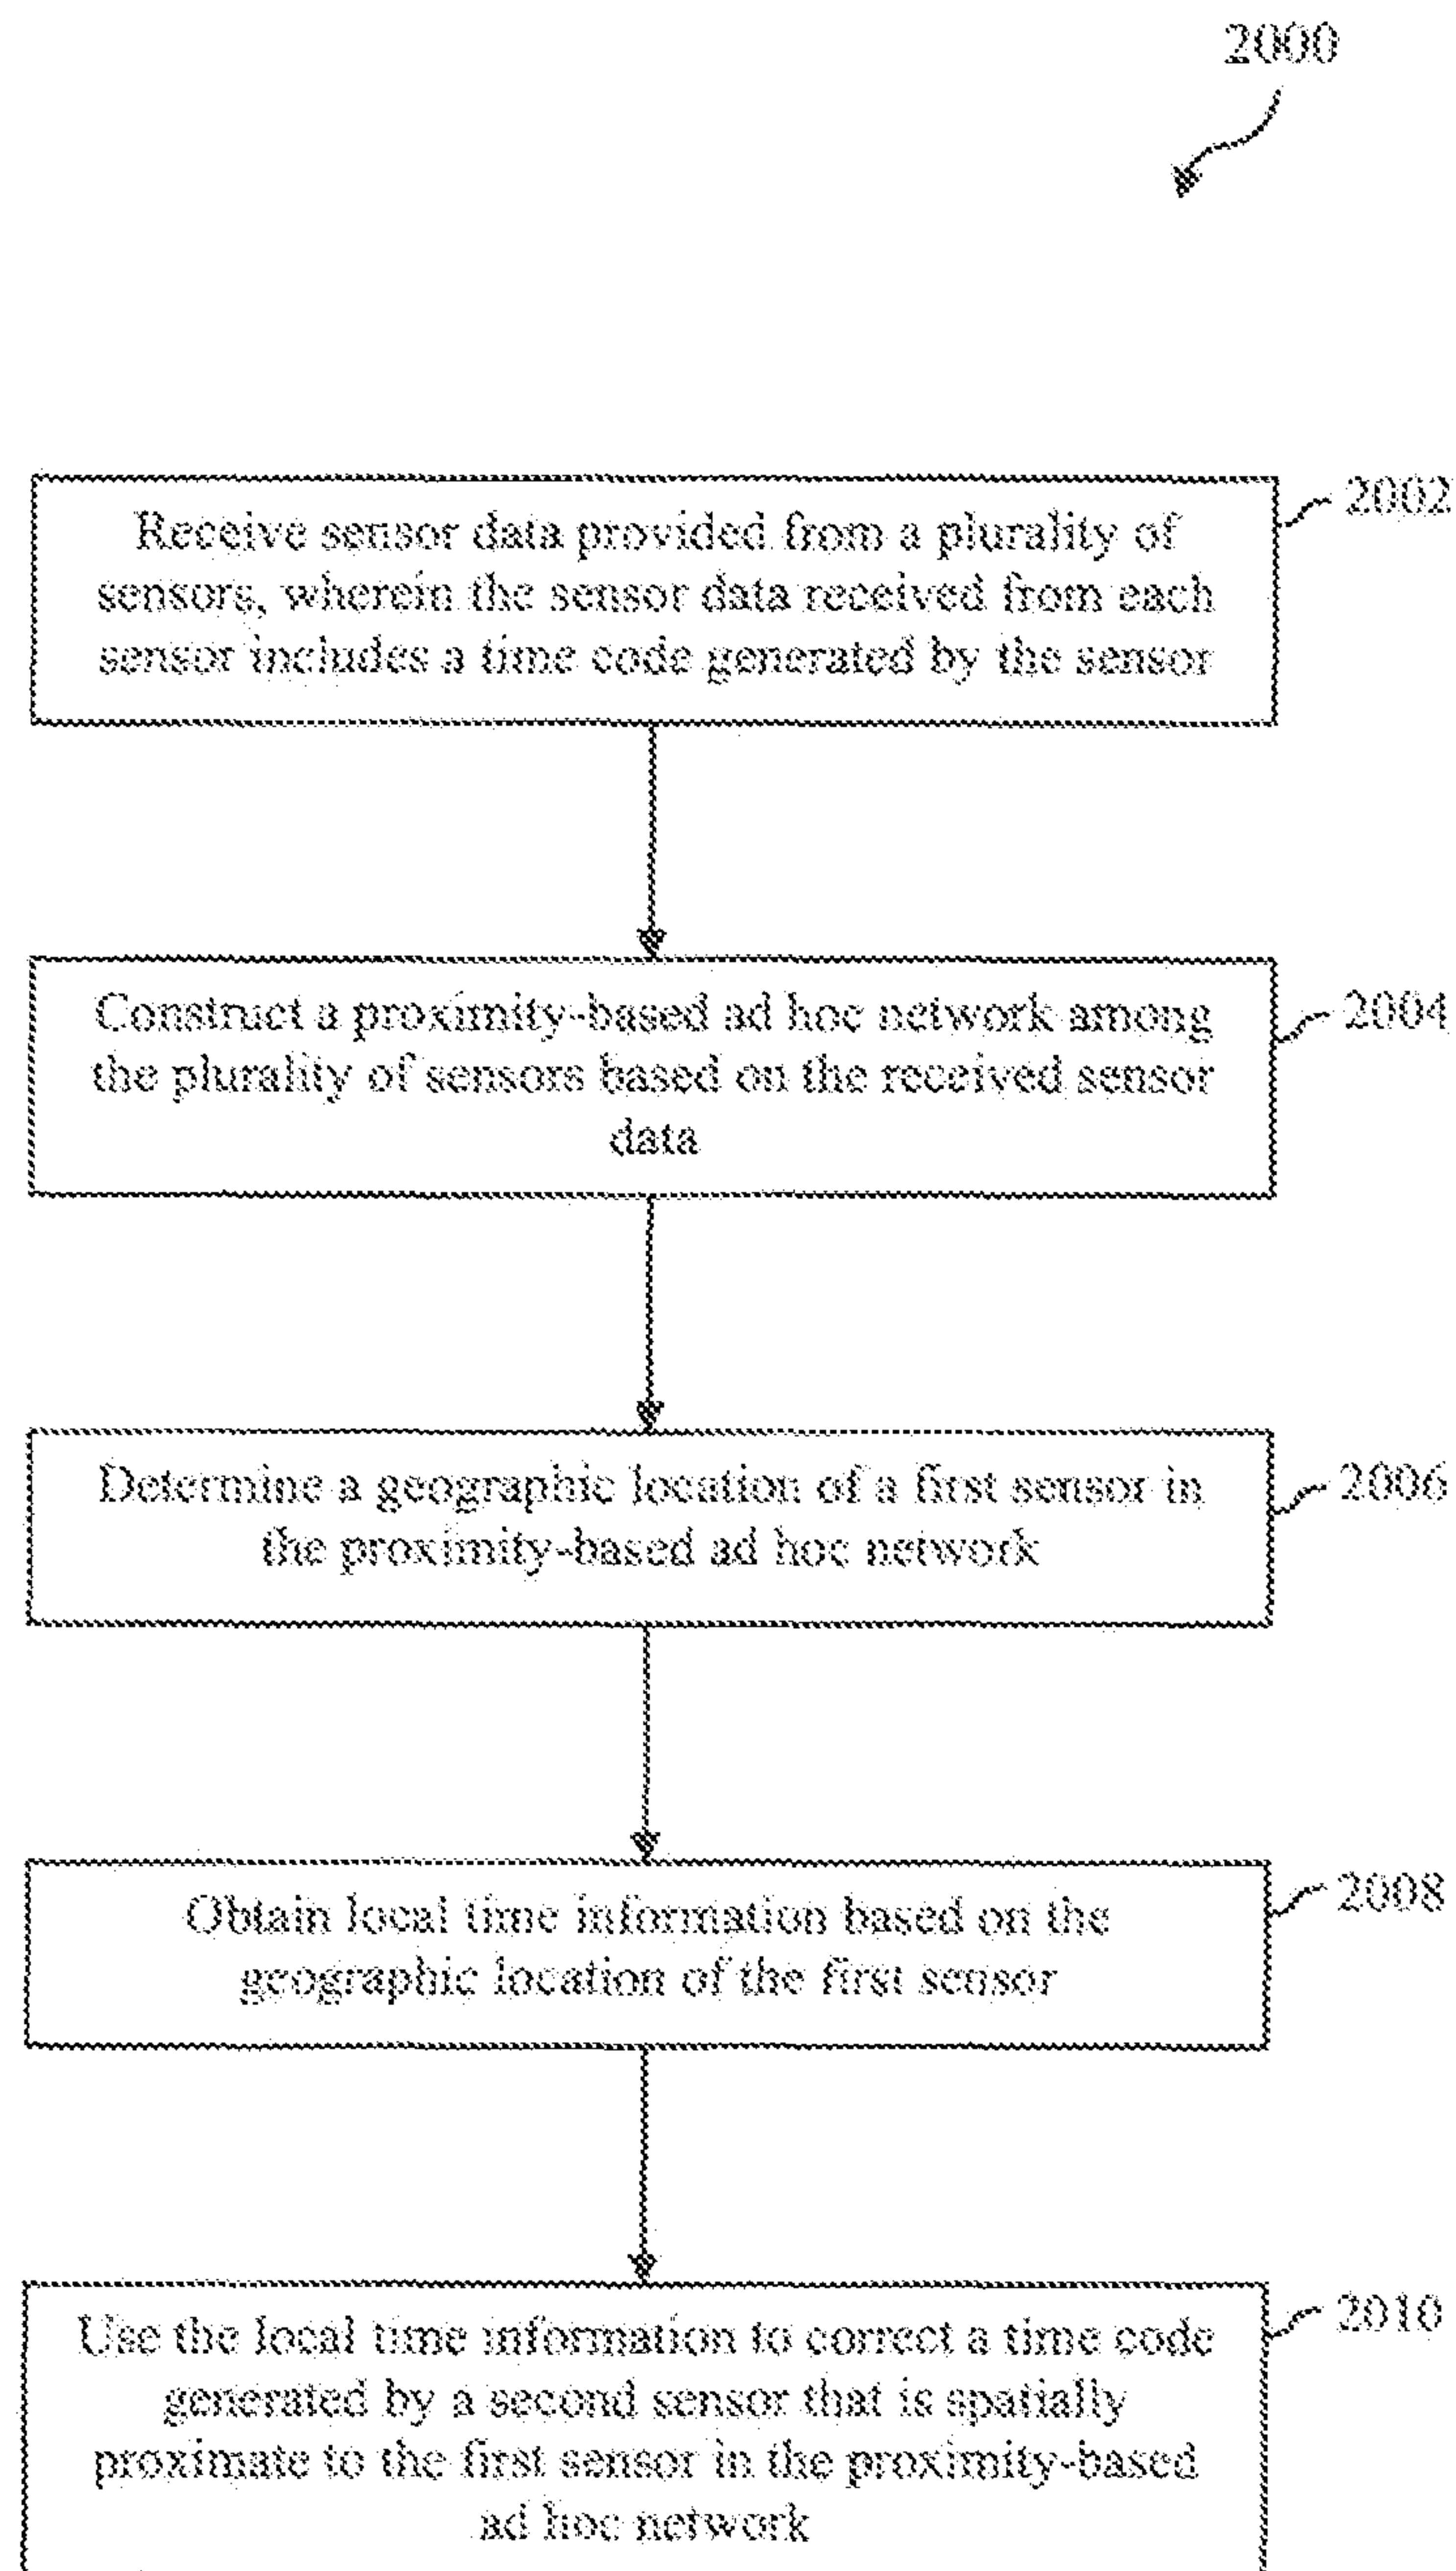 2000
Receive sensor data provided from a plurality of
sensors, wherein the sensor data received from each
sensor includes a time code generated by the sensor
2002
Construct a proximity-based ad hoc network among
the plurality of sensors based on the received sensor
data
2004
Determine a geographic location of a first sensor in
the proximity-based ad hoc network
2006
Obtain local time information based on the
geographic location of the first sensor
2008
Use the local time information to correct a time code
generated by a second sensor that is spatially
proximate to the first sensor in the proximity-based
ad hoc network
2010